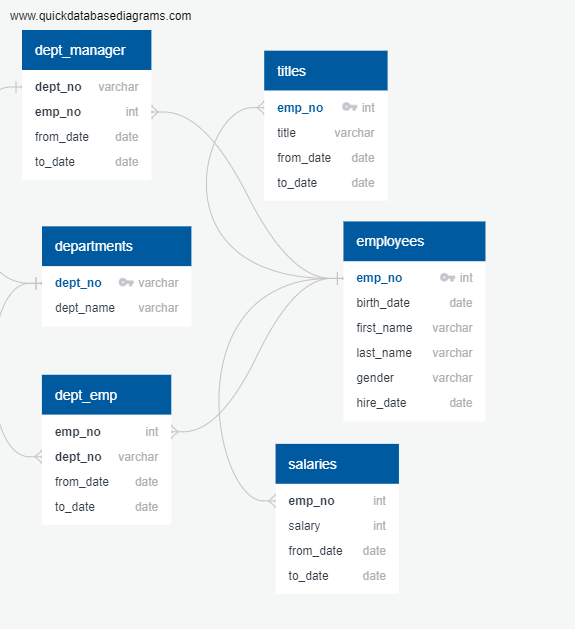 www.quickdatabasediagrams.com
dept_manager
dept_no varchar
emp_no int
from_date date
to_date date
titles
emp_no int
title varchar
from_date date
to_date date
departments
dept_no varchar
dept_name varchar
employees
emp_no int
birth_date date
first_name varchar
last_name varchar
gender varchar
hire_date date
dept_emp
emp_no int
dept_no varchar
from_date date
to_date date
salaries
emp_no int
salary int
from_date date
to_date date